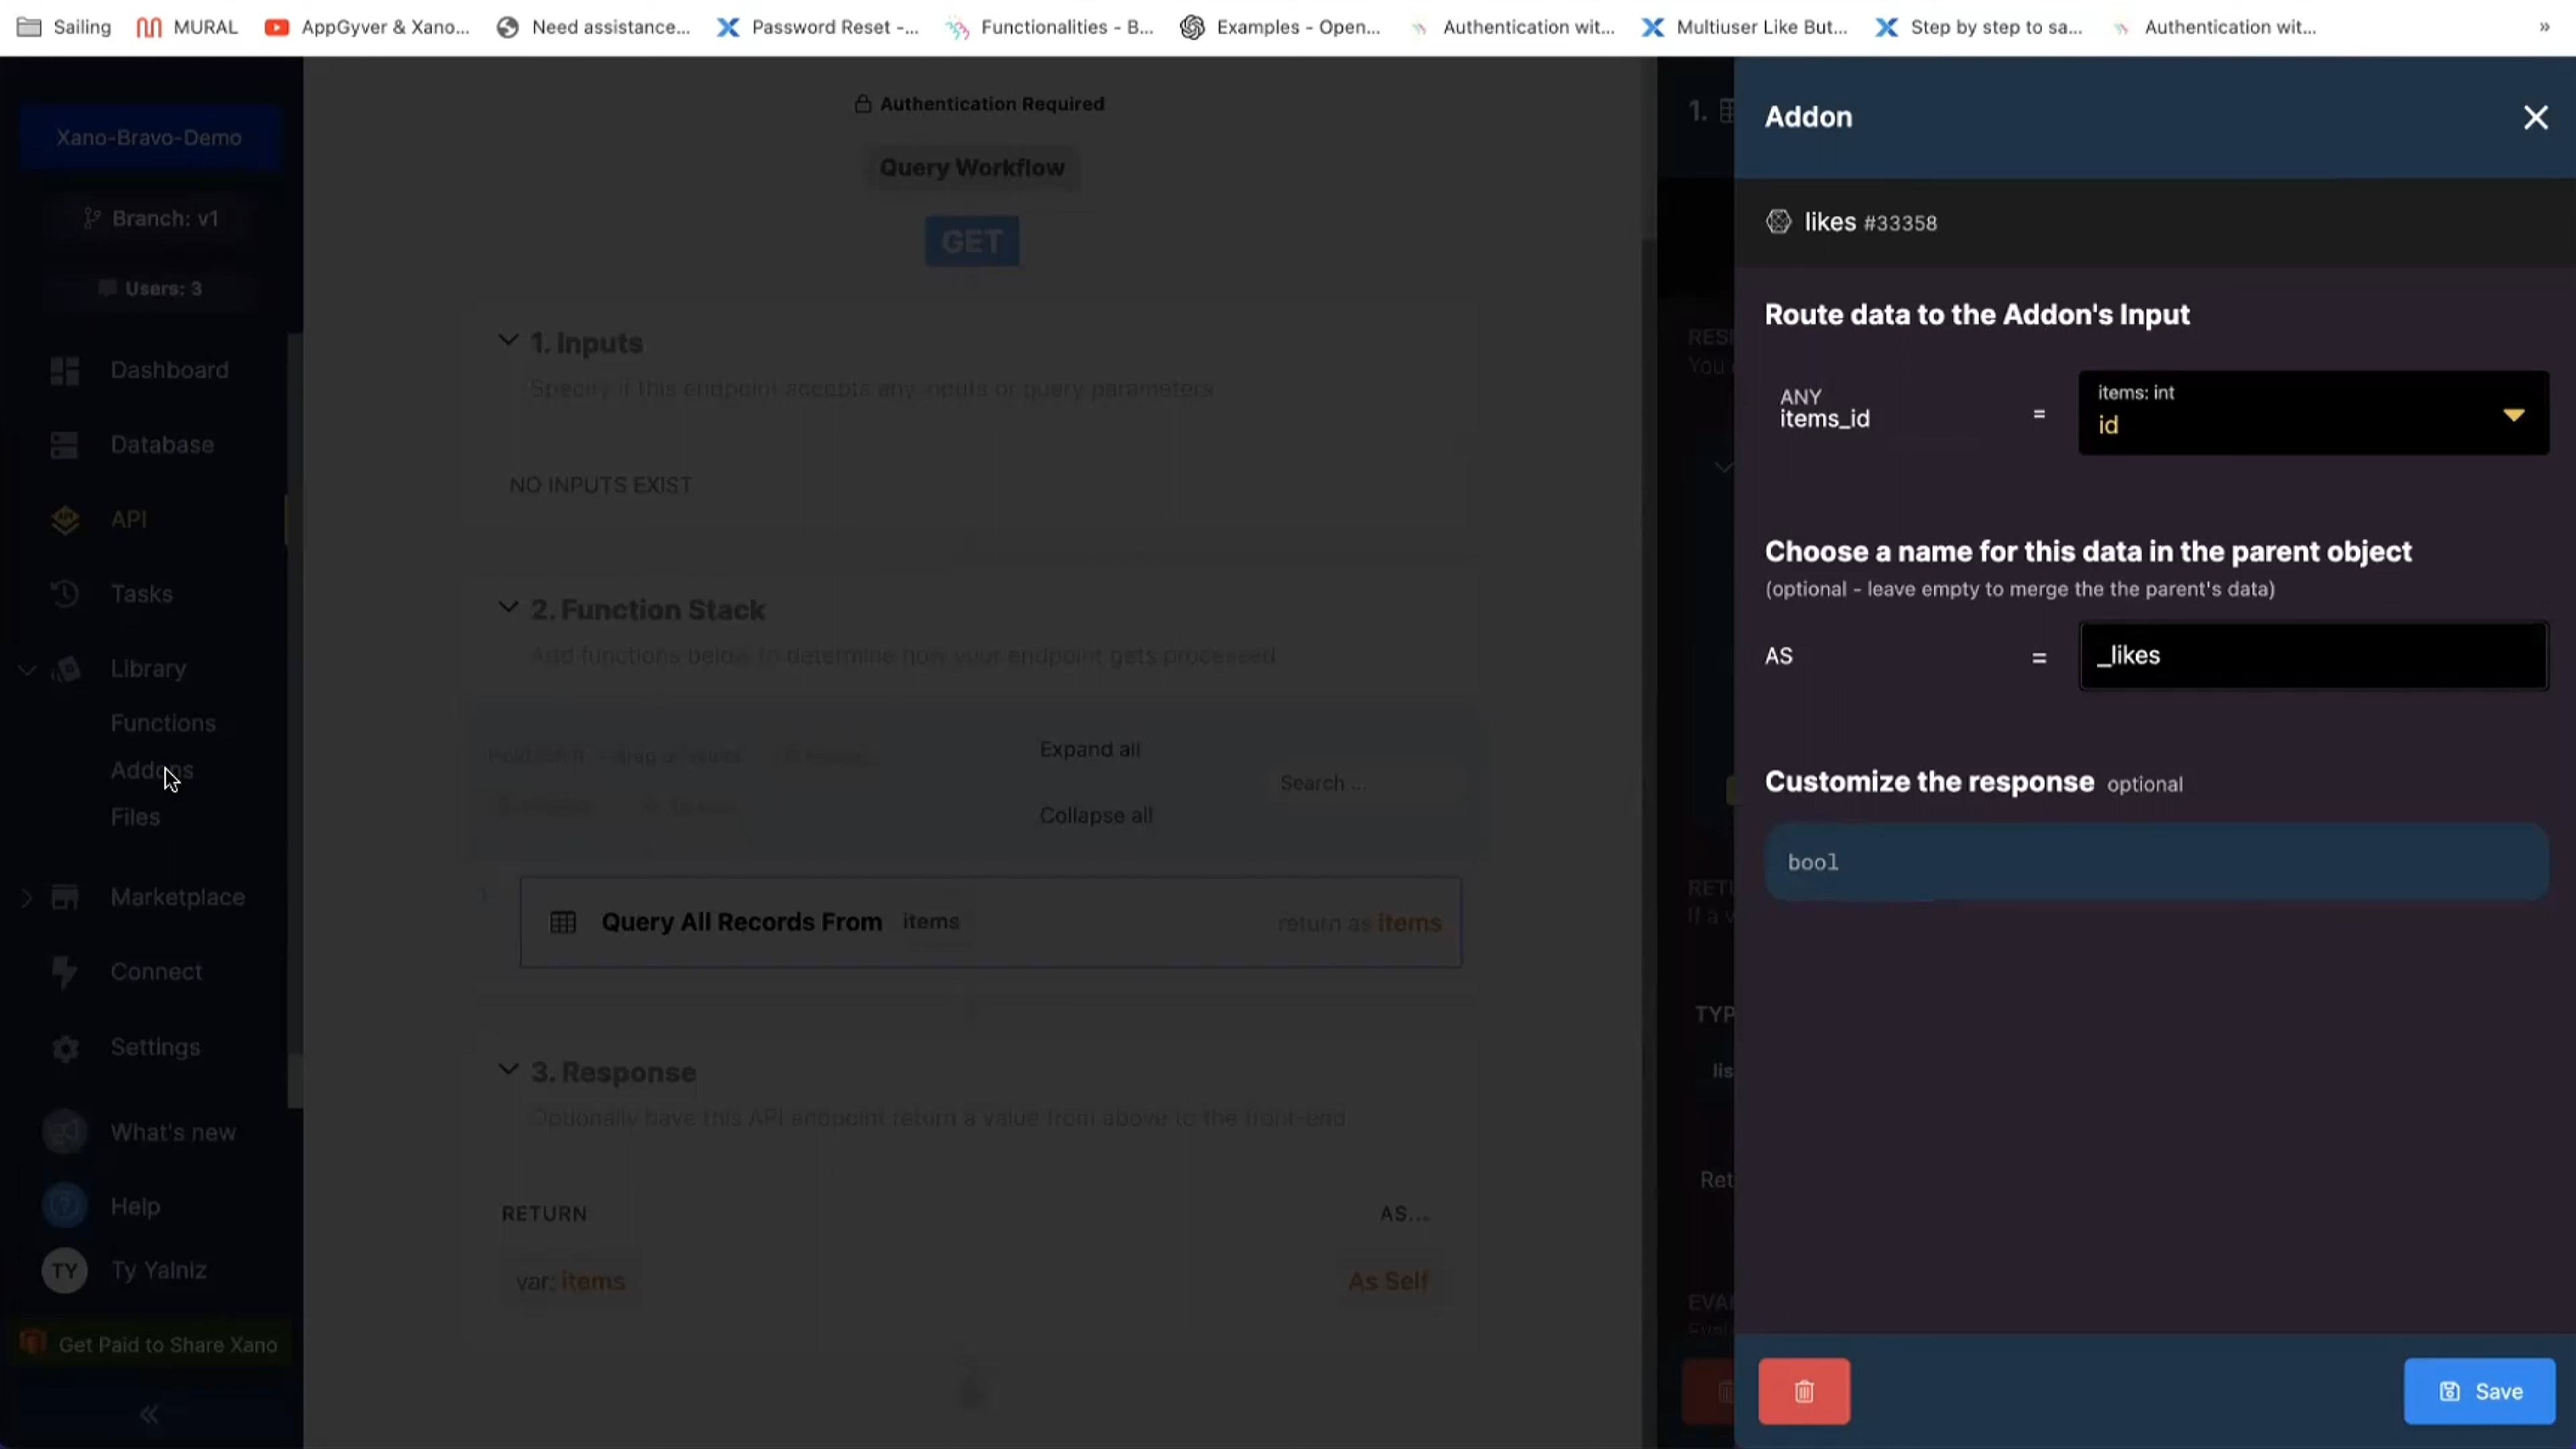 Sailing
MURAL
AppGyver & Xano...
Need assistance...
Password Reset -...
Functionalities - B...
Examples - Open...
Authentication wit...
Multiuser Like But...
Step by step to sa...
Authentication wit...
»
Xano-Bravo-Demo
Branch: v1
Users: 3
Dashboard
Database
API
Tasks
Library
Functions
Addons
Files
Marketplace
Connect
Settings
What's new
Help
TY Ty Yalniz
Get Paid to Share Xano
Authentication Required
Query Workflow
GET
1. Inputs
Specify if this endpoint accepts any inputs or query parameters
NO INPUTS EXIST
2. Function Stack
Add functions below to determine how your endpoint gets processed
Expand all
Search ...
Collapse all
Query All Records From items return as items
3. Response
Optionally have this API endpoint return a value from above to the front-end
RETURN AS...
var: items As Self
1.
You
If a v
TYP
lis
Ret
Addon
likes #33358
Route data to the Addon's Input
ANY
items_id
=
items: int
id
Choose a name for this data in the parent object
(optional - leave empty to merge the the parent's data)
AS = _likes
Customize the response optional
bool
Save